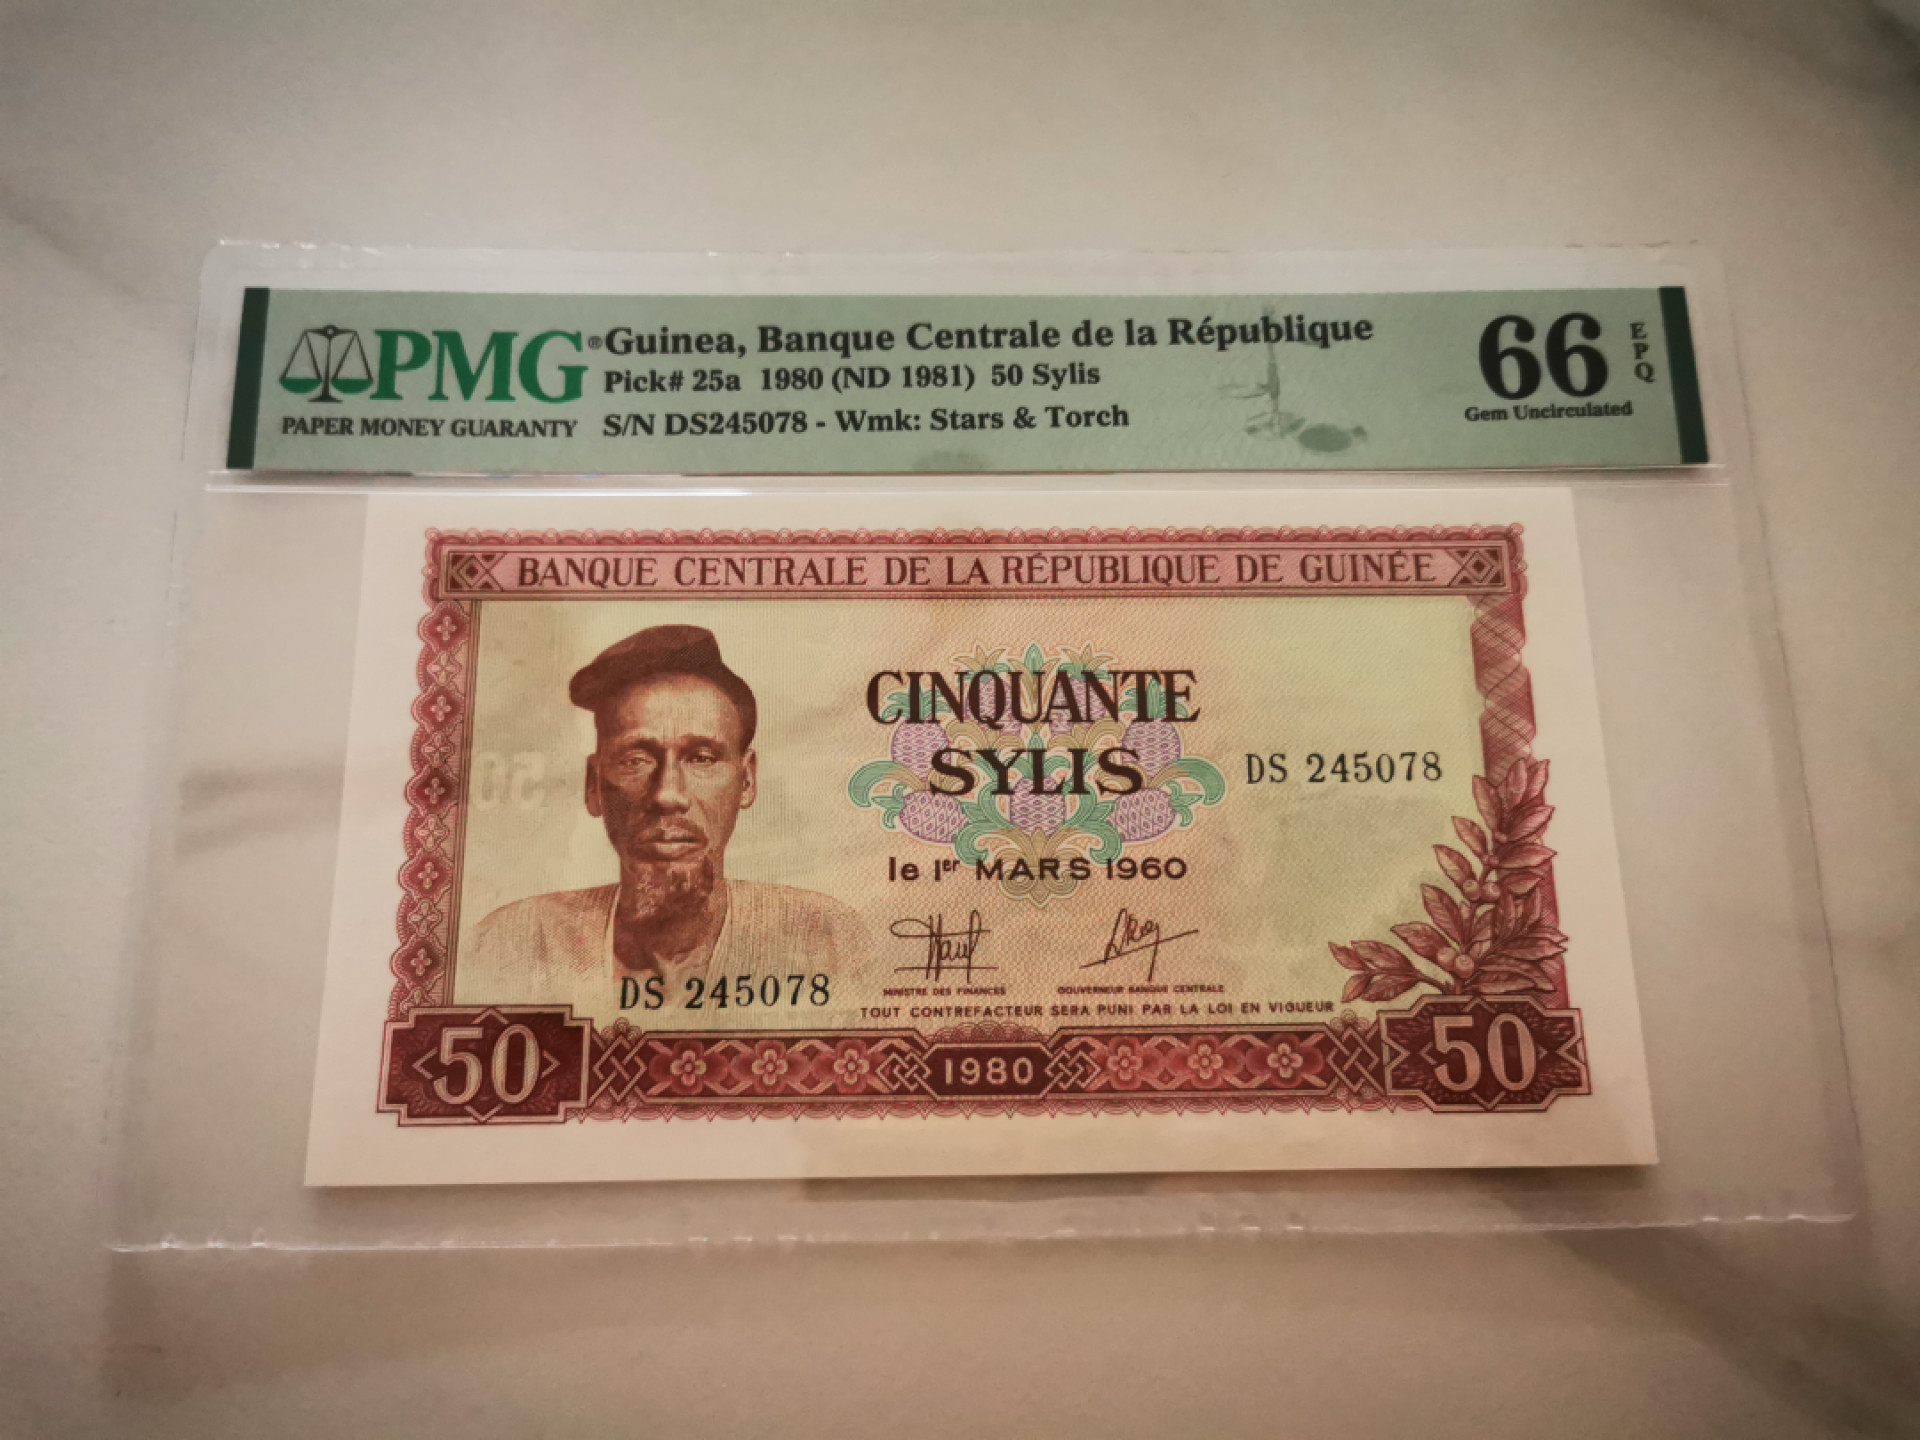 PMG®
PAPER MONEY GUARANTY
Guinea, Banque Centrale de la République
Pick# 25a 1980 (ND 1981) 50 Sylis
S/N DS245078 - Wmk: Stars & Torch
66
EPQ
Gem Uncirculated
BANQUE CENTRALE DE LA RÉPUBLIQUE DE GUINÉE
CINQUANTE
SYLIS
DS 245078
le 1er MARS 1960
DS 245078
MINISTRE DES FINANCES
GOUVERNEUR BANQUE CENTRALE
TOUT CONTREFACTEUR SERA PUNI PAR LA LOI EN VIGUEUR
50
1980
50